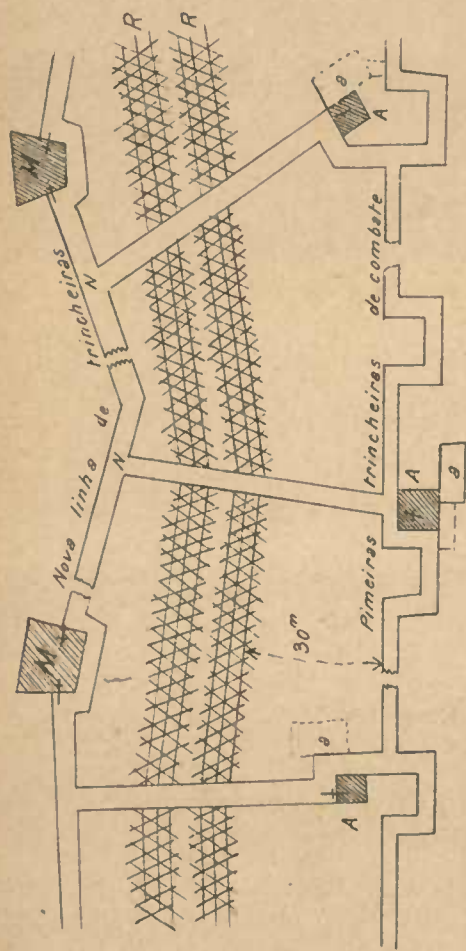 R R
M
N
trincheiras
Nova linha de
N
M
30ᵐ
a
A
de combate
trincheiras
A
a
Pimeiras
a
A